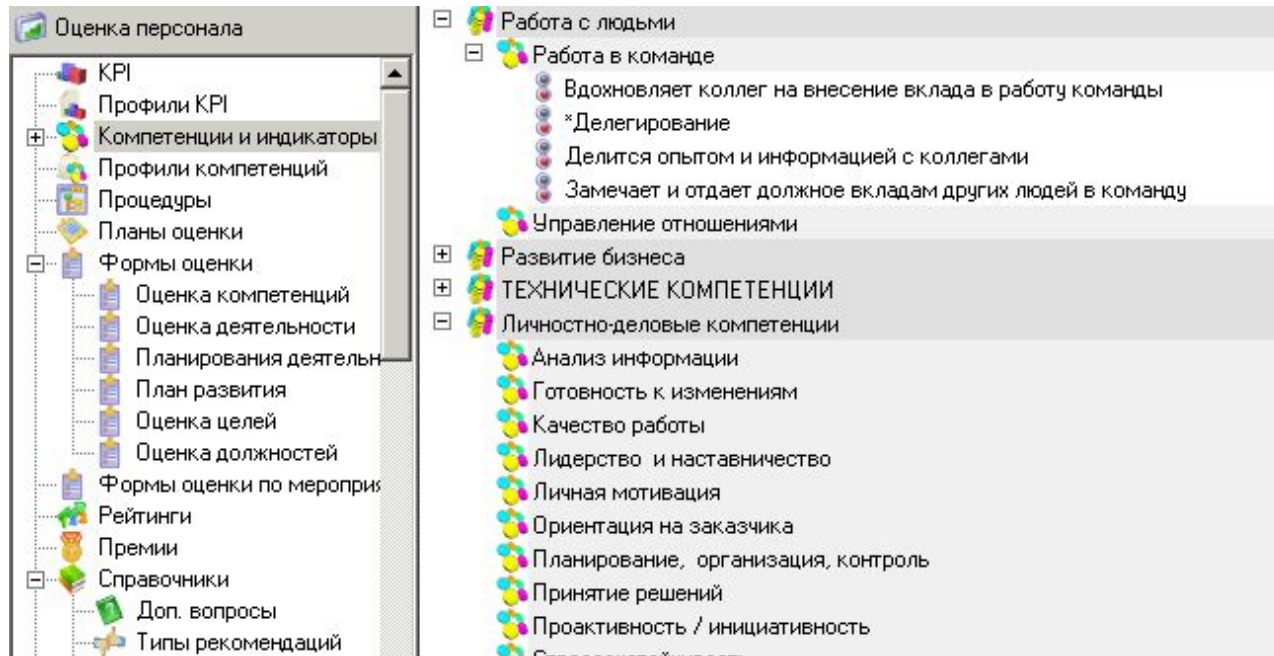 Оценка персонала
KPI
Профили KPI
Компетенции и индикаторы
Профили компетенций
Процедуры
Планы оценки
Формы оценки
Оценка компетенций
Оценка деятельности
Планирования деятельн
План развития
Оценка целей
Оценка должностей
Формы оценки по мероприя
Рейтинги
Премии
Справочники
Доп. вопросы
Типы рекомендаций
Работа с людьми
Работа в команде
Вдохновляет коллег на внесение вклада в работу команды
*Делегирование
Делится опытом и информацией с коллегами
Замечает и отдает должное вкладам других людей в команду
Управление отношениями
Развитие бизнеса
ТЕХНИЧЕСКИЕ КОМПЕТЕНЦИИ
Личностно-деловые компетенции
Анализ информации
Готовность к изменениям
Качество работы
Лидерство и наставничество
Личная мотивация
Ориентация на заказчика
Планирование, организация, контроль
Принятие решений
Проактивность / инициативность